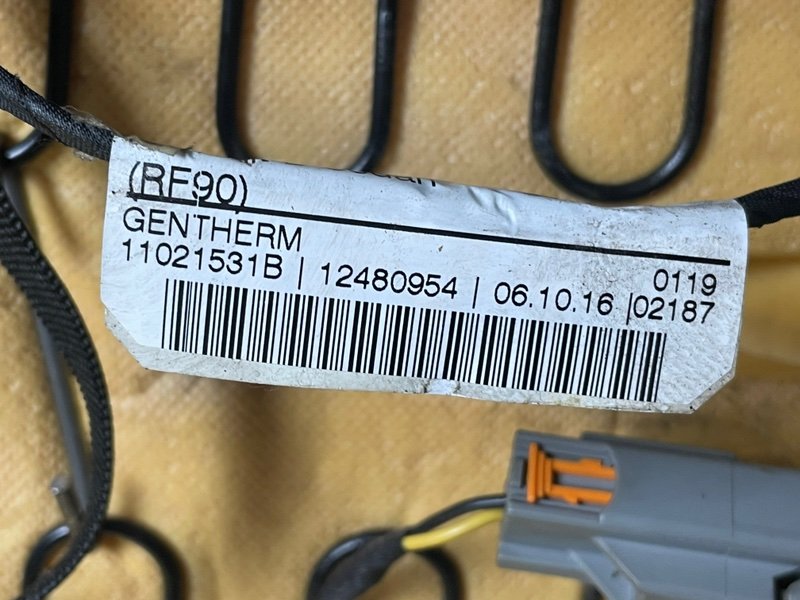 (RF90)
GENTHERM
0119
11021531B | 12480954 | 06.10.16 |02187